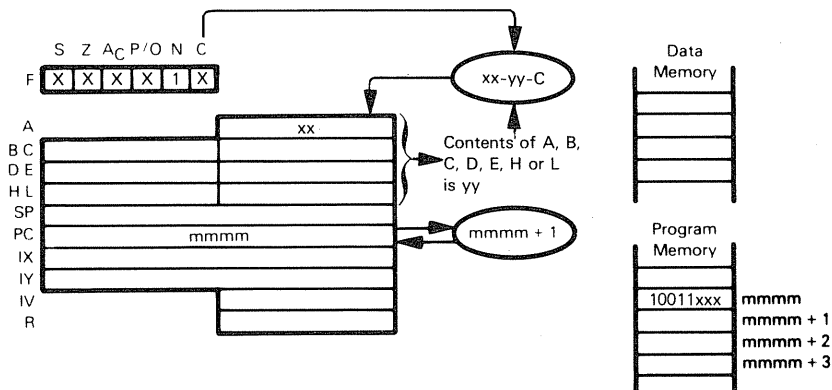 S Z AC P/O N C
F X X X X 1 X
xx-yy-C
Data
Memory
A xx
B C
D E
H L
Contents of A, B,
C, D, E, H or L
is yy
SP
PC mmmm
mmmm + 1
IX
IY
IV
R
Program
Memory
10011xxx mmmm
mmmm + 1
mmmm + 2
mmmm + 3